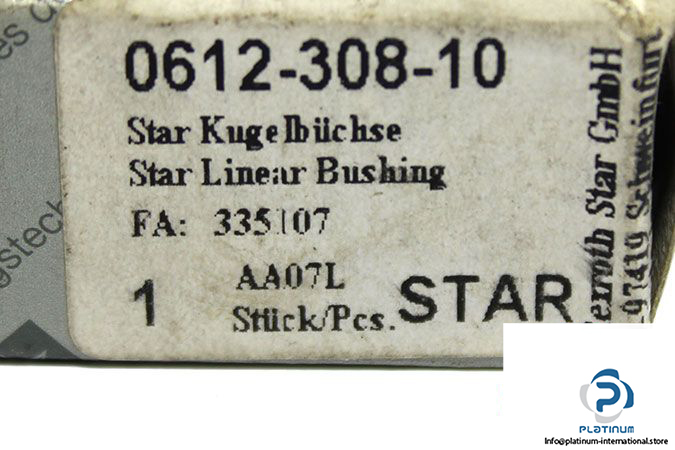 0612-308-10
Star Kugelbüchse
Star Linear Bushing
FA: 335107
AA07L
1 Stück/Pcs. STAR
exroth Star GmbH
97419 Schweinfurt
PLATINUM
Info@platinum-international.store